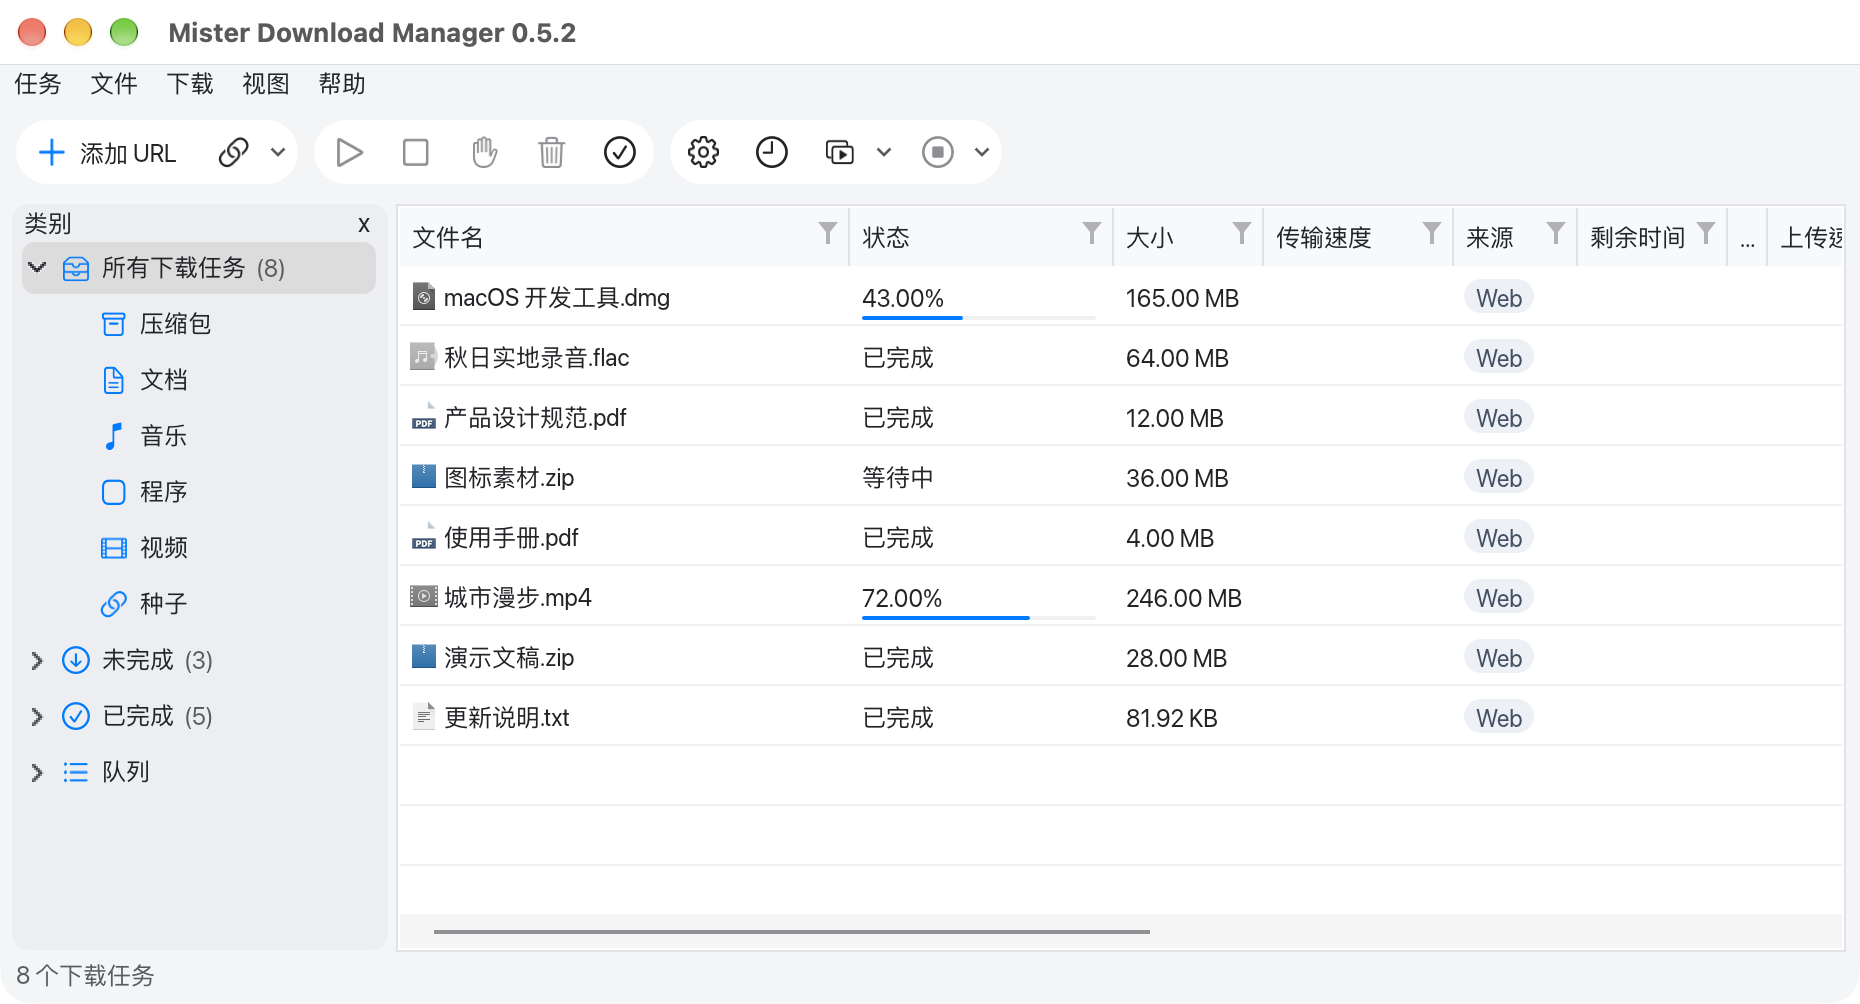 Mister Download Manager 0.5.2
任务 文件 下载 视图 帮助
添加 URL
类别 x
所有下载任务 (8)
压缩包
文档
音乐
程序
视频
种子
未完成 (3)
已完成 (5)
队列
文件名 状态 大小 传输速度 来源 剩余时间 ... 上传速
macOS 开发工具.dmg 43.00% 165.00 MB Web
秋日实地录音.flac 已完成 64.00 MB Web
PDF 产品设计规范.pdf 已完成 12.00 MB Web
图标素材.zip 等待中 36.00 MB Web
PDF 使用手册.pdf 已完成 4.00 MB Web
城市漫步.mp4 72.00% 246.00 MB Web
演示文稿.zip 已完成 28.00 MB Web
更新说明.txt 已完成 81.92 KB Web
8 个下载任务